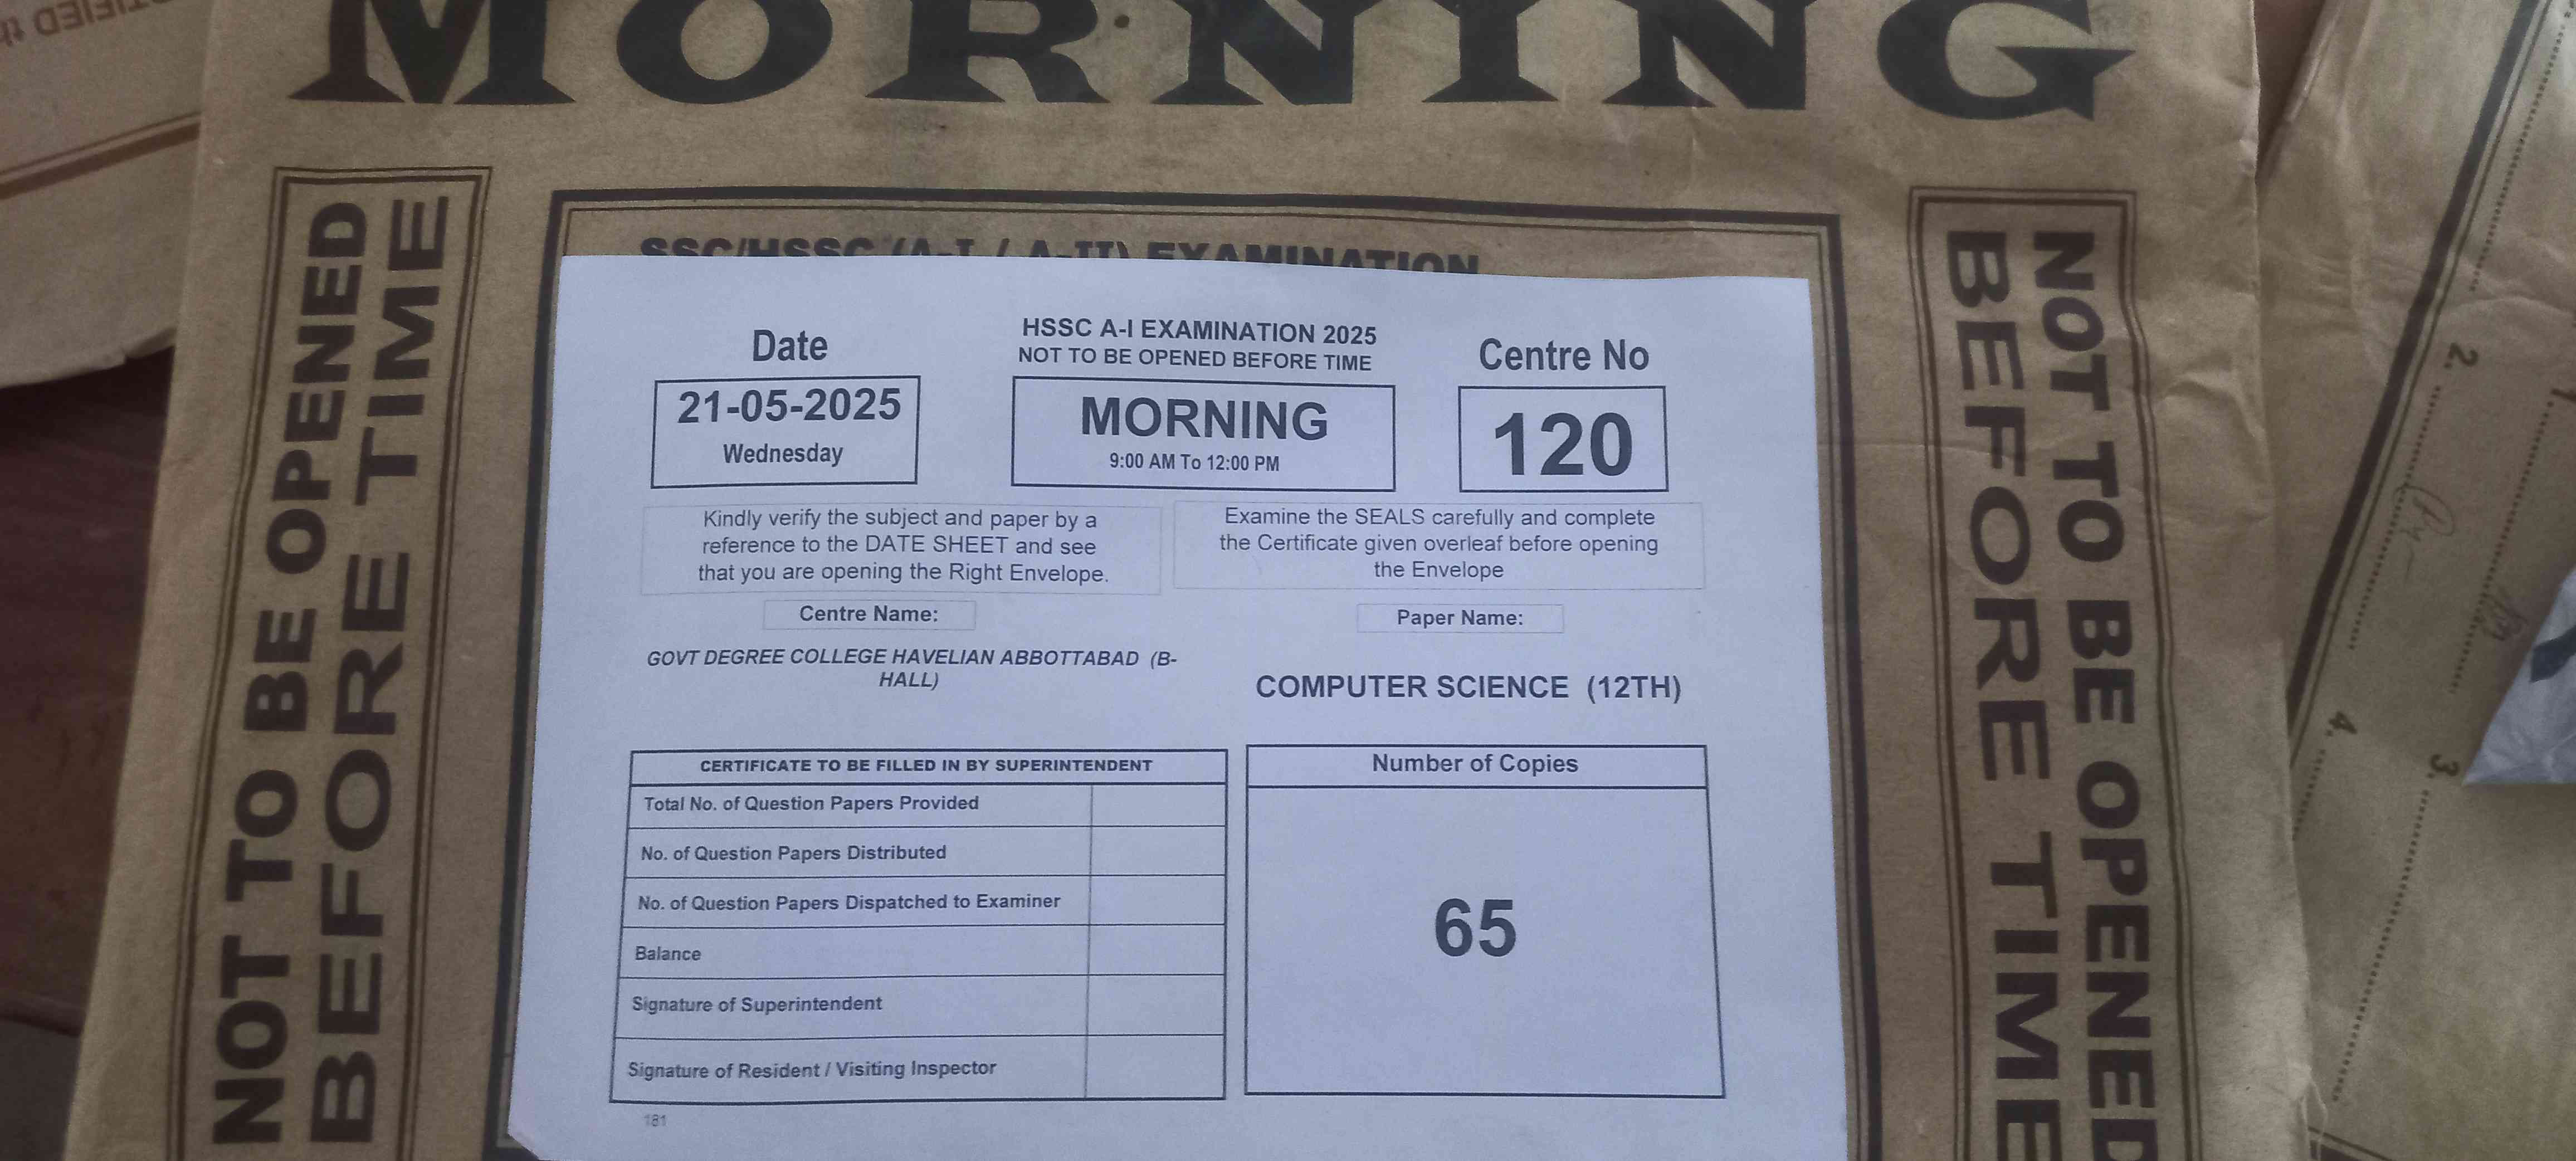 MORNING
NOT TO BE OPENED
BEFORE TIME
SSC/HSSC (A-I / A-II) EXAMINATION
HSSC A-I EXAMINATION 2025
NOT TO BE OPENED BEFORE TIME
Date
21-05-2025
Wednesday
MORNING
9:00 AM To 12:00 PM
Centre No
120
Kindly verify the subject and paper by a
reference to the DATE SHEET and see
that you are opening the Right Envelope.
Examine the SEALS carefully and complete
the Certificate given overleaf before opening
the Envelope
Centre Name:
GOVT DEGREE COLLEGE HAVELIAN ABBOTTABAD (B-
HALL)
Paper Name:
COMPUTER SCIENCE (12TH)
CERTIFICATE TO BE FILLED IN BY SUPERINTENDENT
Total No. of Question Papers Provided
No. of Question Papers Distributed
No. of Question Papers Dispatched to Examiner
Balance
Signature of Superintendent
Signature of Resident / Visiting Inspector
Number of Copies
65
181
NOT TO BE OPENED
BEFORE TIME
1.
2.
3.
4.